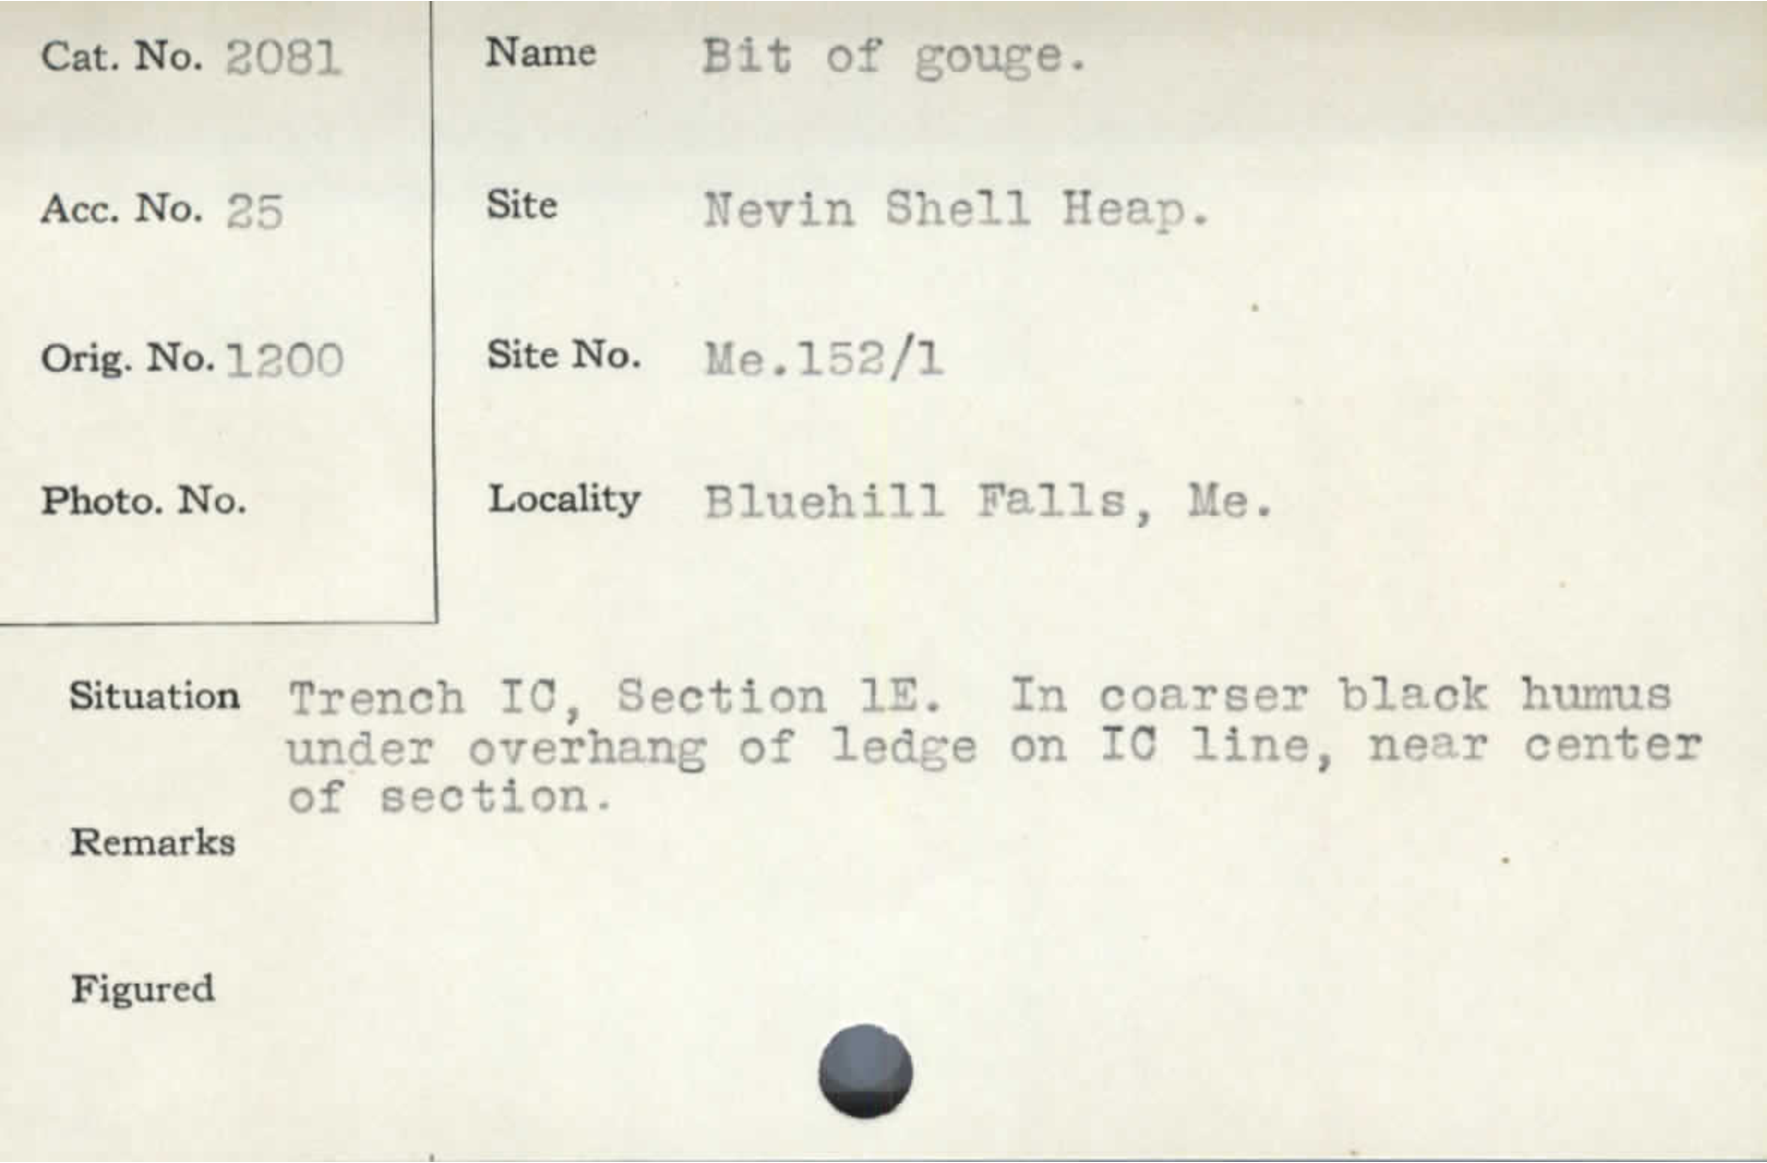 Cat. No. 2081
Name Bit of gouge.
Acc. No. 25
Site Nevin Shell Heap.
Orig. No. 1200
Site No. Me.152/1
Photo. No.
Locality Bluehill Falls, Me.
Situation Trench IC, Section 1E. In coarser black humus
under overhang of ledge on IC line, near center
of section.
Remarks
Figured